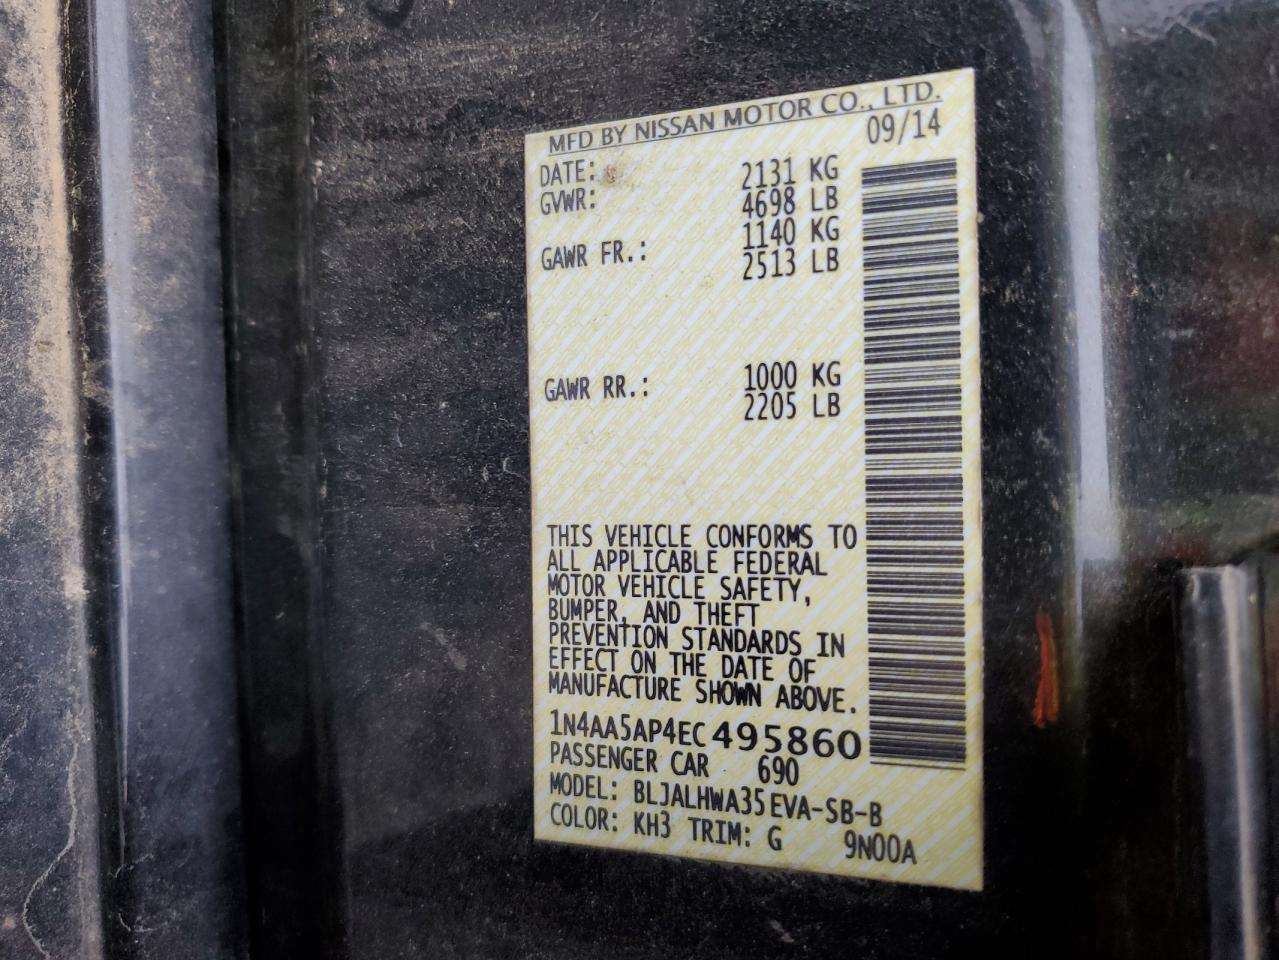 MFD BY NISSAN MOTOR CO., LTD.
DATE: 09/14
GVWR: 2131 KG
4698 LB
GAWR FR.: 1140 KG
2513 LB
GAWR RR.: 1000 KG
2205 LB
THIS VEHICLE CONFORMS TO
ALL APPLICABLE FEDERAL
MOTOR VEHICLE SAFETY,
BUMPER, AND THEFT
PREVENTION STANDARDS IN
EFFECT ON THE DATE OF
MANUFACTURE SHOWN ABOVE.
1N4AA5AP4EC495860
PASSENGER CAR 690
MODEL: BLJALHWA35EVA-SB-B
COLOR: KH3 TRIM: G 9N00A